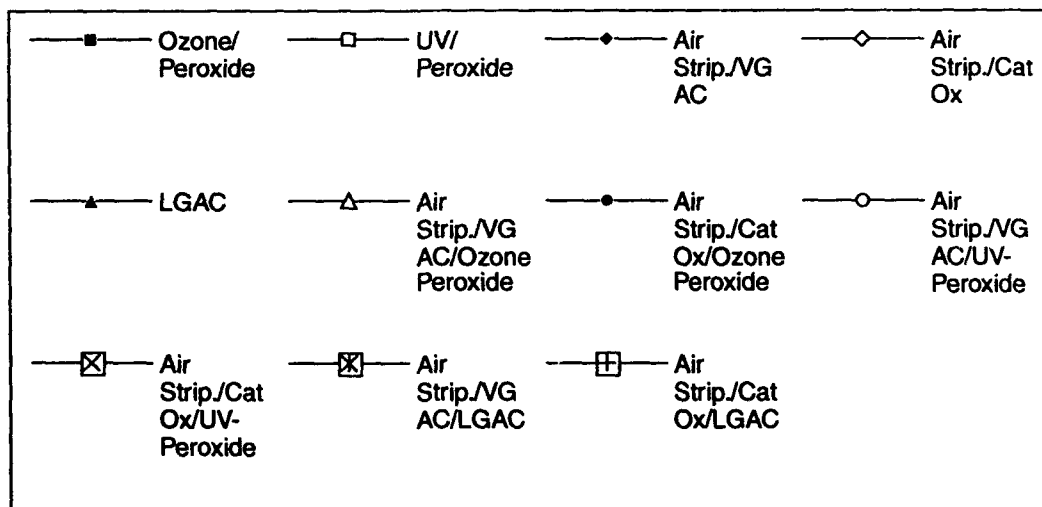 Ozone/
Peroxide
UV/
Peroxide
Air
Strip./VG
AC
Air
Strip./Cat
Ox
LGAC
Air
Strip./VG
AC/Ozone
Peroxide
Air
Strip./Cat
Ox/Ozone
Peroxide
Air
Strip./VG
AC/UV-
Peroxide
Air
Strip./Cat
Ox/UV-
Peroxide
Air
Strip./VG
AC/LGAC
Air
Strip./Cat
Ox/LGAC